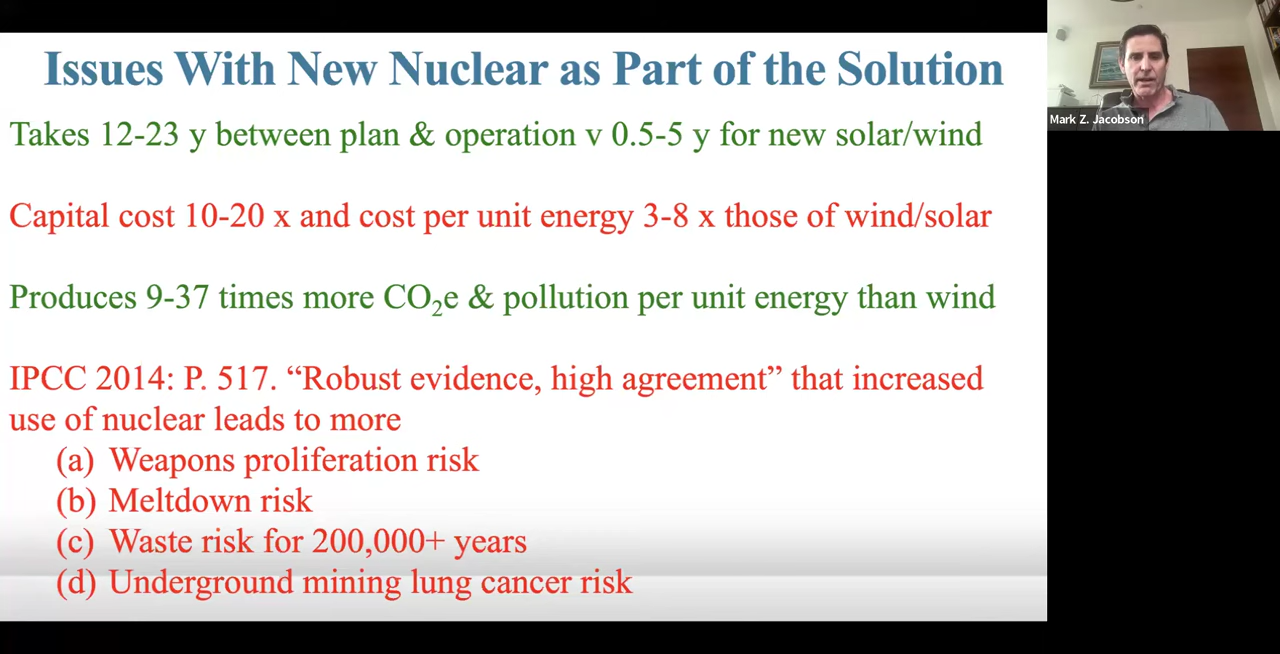 Issues With New Nuclear as Part of the Solution
Mark Z. Jacobson
Takes 12-23 y between plan & operation v 0.5-5 y for new solar/wind
Capital cost 10-20 x and cost per unit energy 3-8 x those of wind/solar
Produces 9-37 times more CO₂e & pollution per unit energy than wind
IPCC 2014: P. 517. “Robust evidence, high agreement” that increased
use of nuclear leads to more
(a) Weapons proliferation risk
(b) Meltdown risk
(c) Waste risk for 200,000+ years
(d) Underground mining lung cancer risk